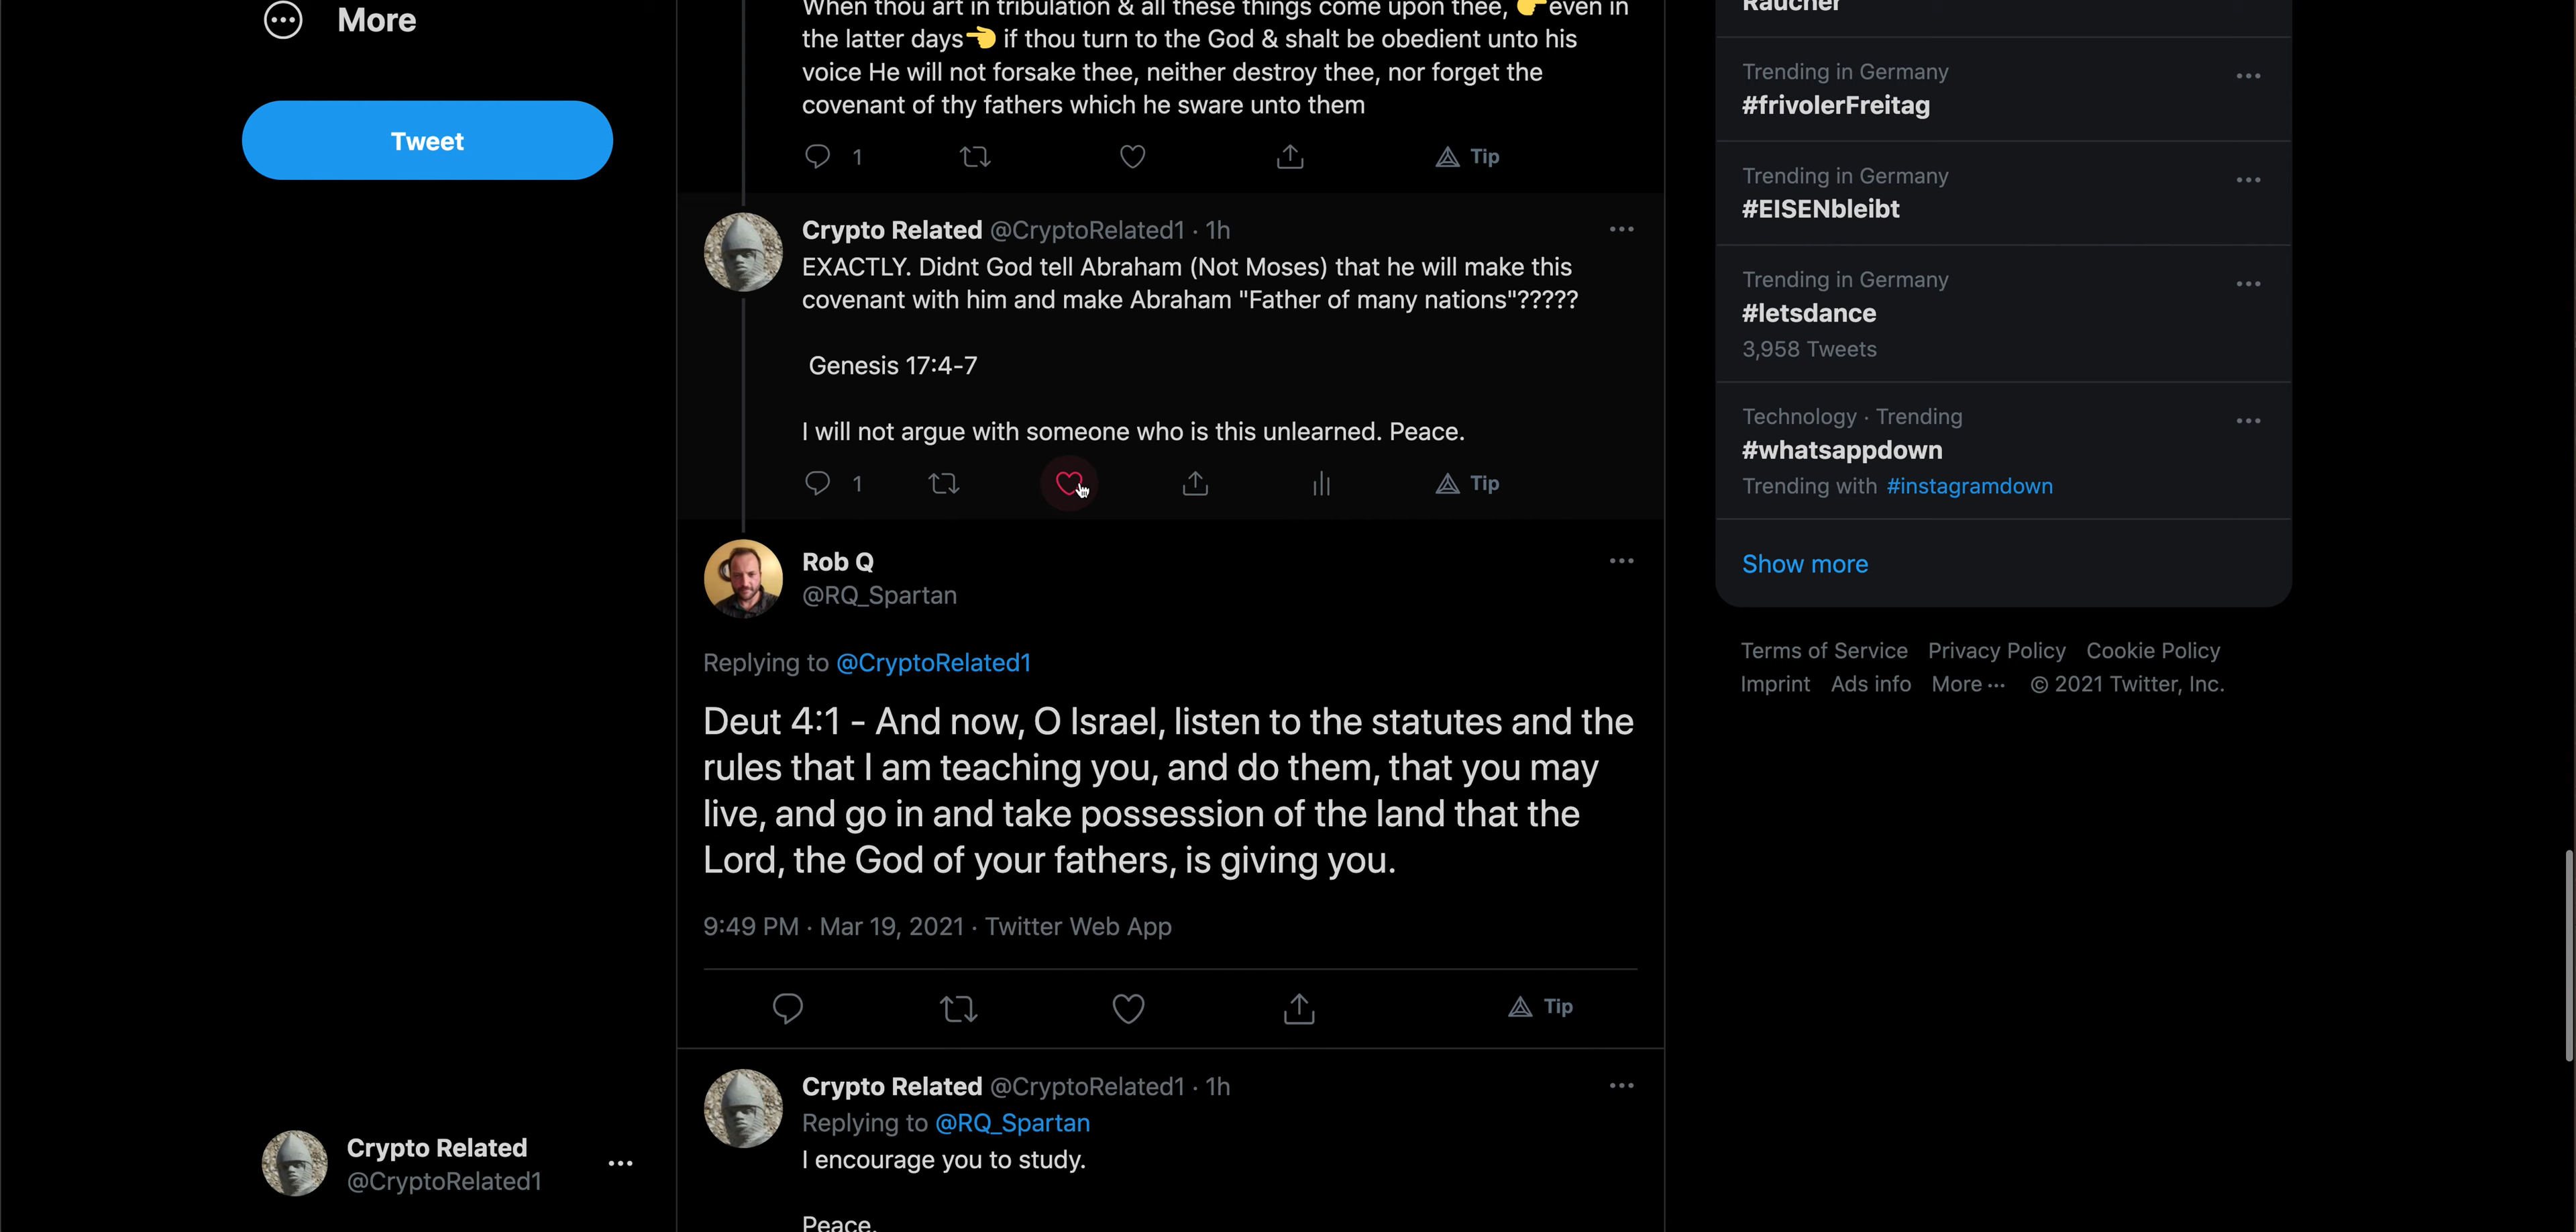 More
Tweet
When thou art in tribulation & all these things come upon thee, 👉even in
the latter days👈 if thou turn to the God & shalt be obedient unto his
voice He will not forsake thee, neither destroy thee, nor forget the
covenant of thy fathers which he sware unto them
1 Tip
Crypto Related @CryptoRelated1 · 1h
EXACTLY. Didnt God tell Abraham (Not Moses) that he will make this
covenant with him and make Abraham "Father of many nations"?????
Genesis 17:4-7
I will not argue with someone who is this unlearned. Peace.
1 Tip
Rob Q
@RQ_Spartan
Replying to @CryptoRelated1
Deut 4:1 - And now, O Israel, listen to the statutes and the
rules that I am teaching you, and do them, that you may
live, and go in and take possession of the land that the
Lord, the God of your fathers, is giving you.
9:49 PM · Mar 19, 2021 · Twitter Web App
Tip
Crypto Related @CryptoRelated1 · 1h
Replying to @RQ_Spartan
I encourage you to study.
Peace.
Crypto Related
@CryptoRelated1
Raucher
Trending in Germany
#frivolerFreitag
Trending in Germany
#EISENbleibt
Trending in Germany
#letsdance
3,958 Tweets
Technology · Trending
#whatsappdown
Trending with #instagramdown
Show more
Terms of Service Privacy Policy Cookie Policy
Imprint Ads info More ··· © 2021 Twitter, Inc.